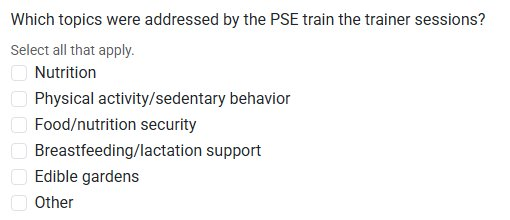 Which topics were addressed by the PSE train the trainer sessions?
Select all that apply.
Nutrition
Physical activity/sedentary behavior
Food/nutrition security
Breastfeeding/lactation support
Edible gardens
Other